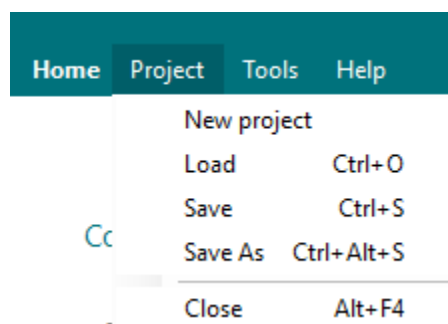 Home Project Tools Help
New project
Load Ctrl+O
Save Ctrl+S
Save As Ctrl+Alt+S
Close Alt+F4